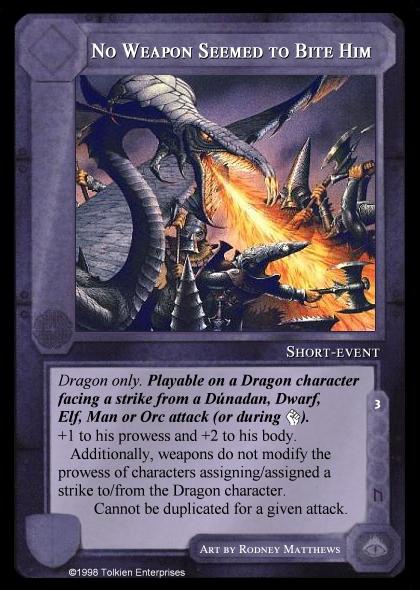 No Weapon Seemed to Bite Him
Short-event
Dragon only. Playable on a Dragon character
facing a strike from a Dúnadan, Dwarf,
Elf, Man or Orc attack (or during ).
+1 to his prowess and +2 to his body.
Additionally, weapons do not modify the
prowess of characters assigning/assigned a
strike to/from the Dragon character.
Cannot be duplicated for a given attack.
3
Art by Rodney Matthews
©1998 Tolkien Enterprises